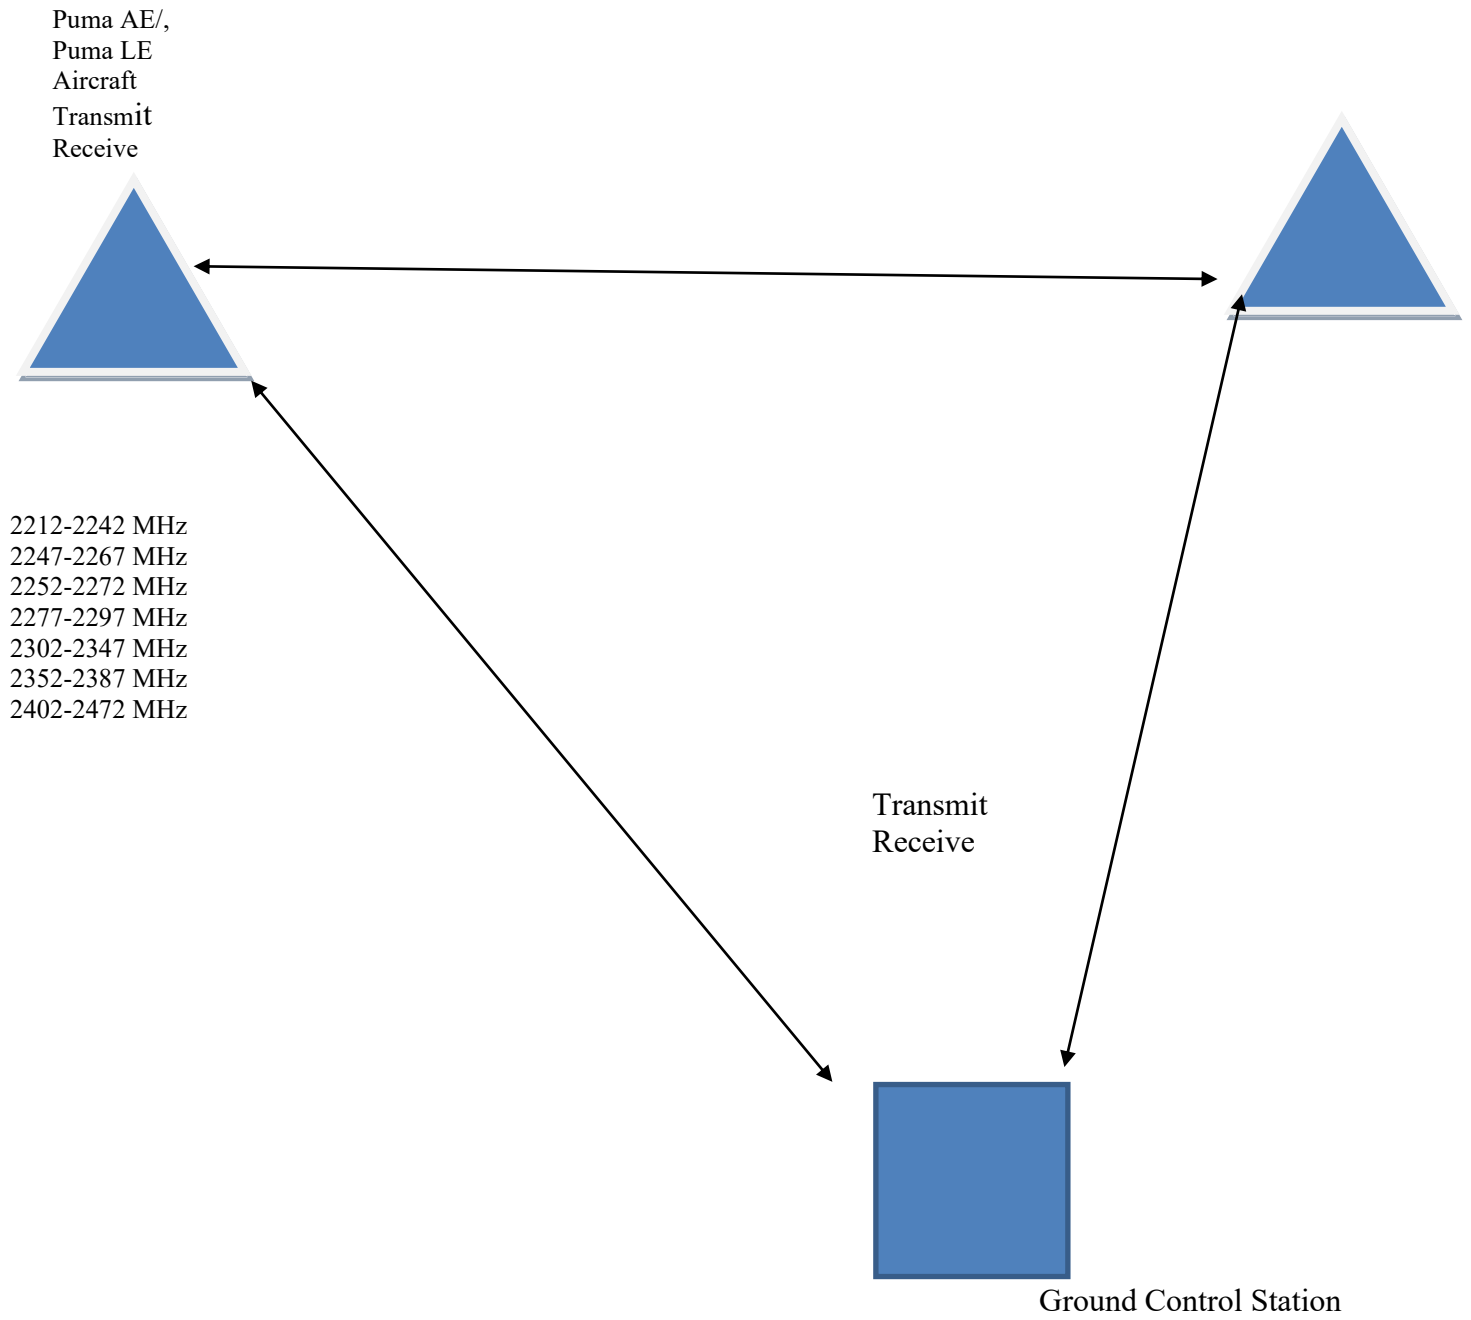 Puma AE/,
Puma LE
Aircraft
Transmit
Receive
2212-2242 MHz
2247-2267 MHz
2252-2272 MHz
2277-2297 MHz
2302-2347 MHz
2352-2387 MHz
2402-2472 MHz
Transmit
Receive
Ground Control Station